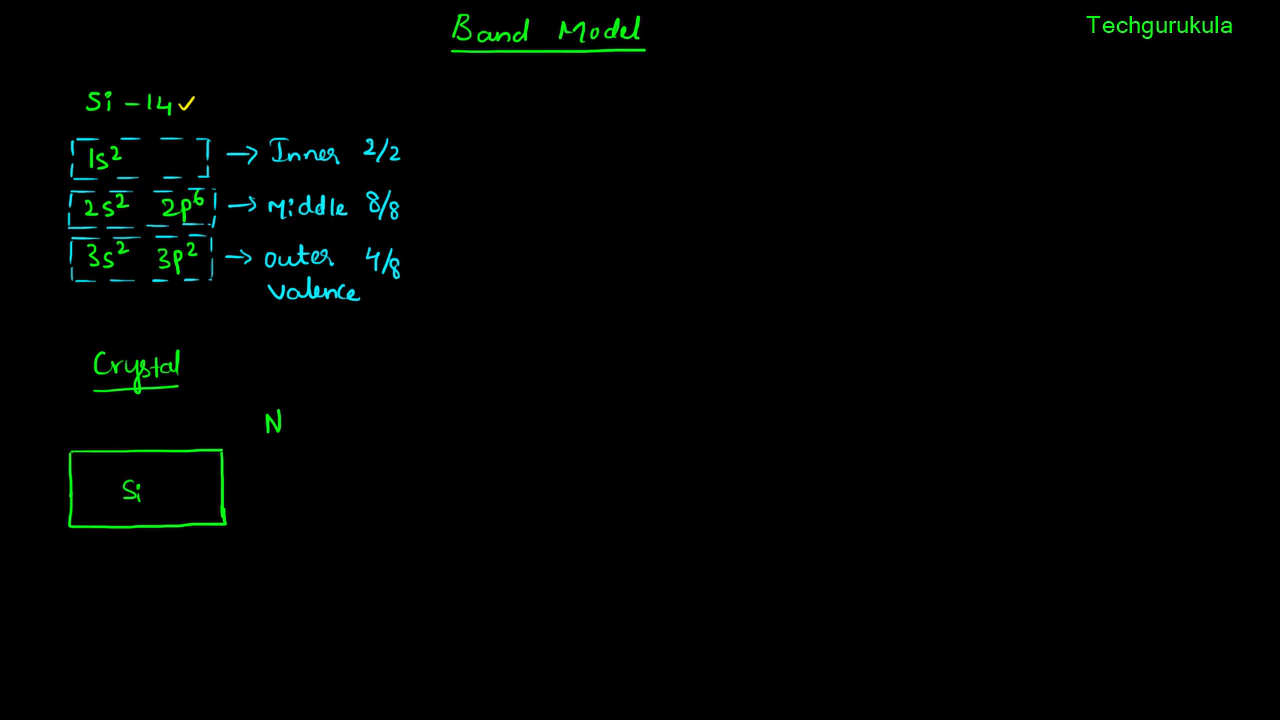 Band Model
Techgurukula
Si - 14 ✓
1s² → Inner 2/2
2s² 2p⁶ → Middle 8/8
3s² 3p² → outer 4/8
Valence
Crystal
N
Si